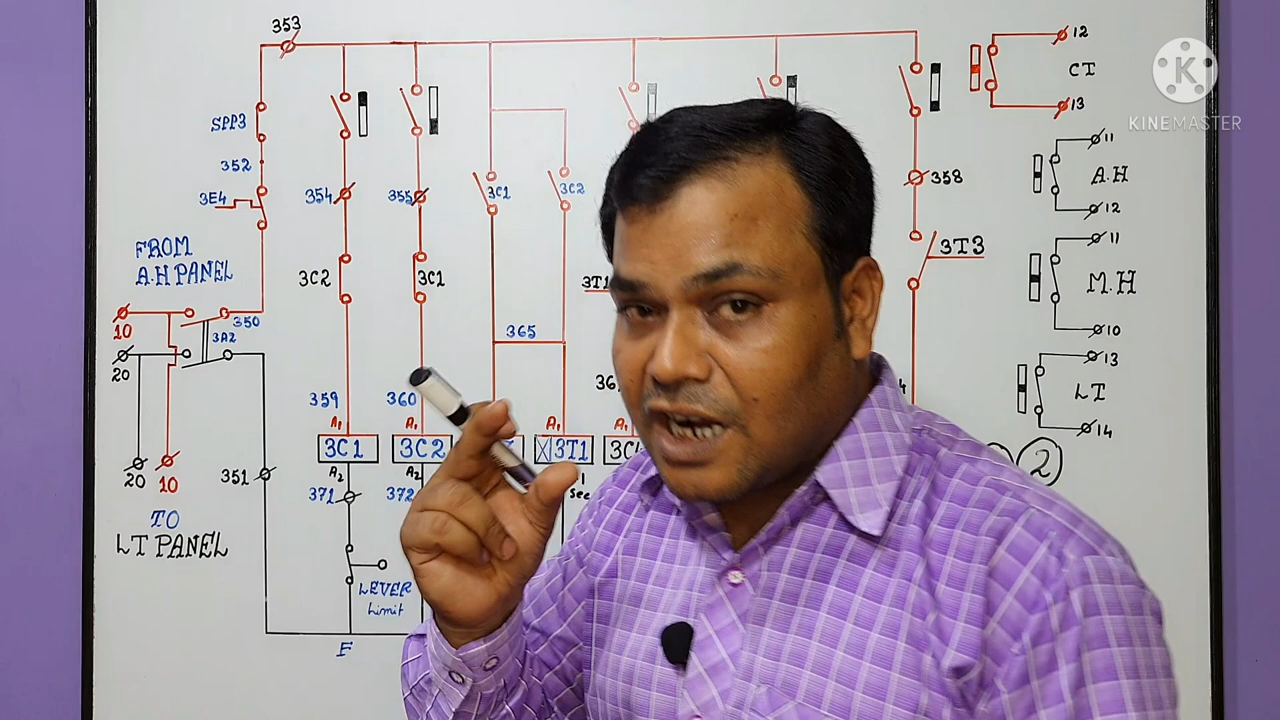 353
12
CT
13
KINEMASTER
SPP3
352
3E4
354
355
3C1
3C2
11
A.H
12
358
FROM
A.H PANEL
3C2
3C1
3T1
3T3
11
M.H
10
10
350
3A2
20
365
359
360
13
LT
14
A1
A1
A1
A1
3C1
3C2
3T1
20
10
351
A2
A2
371
372
2
TO
LT PANEL
LEVER
Limit
F